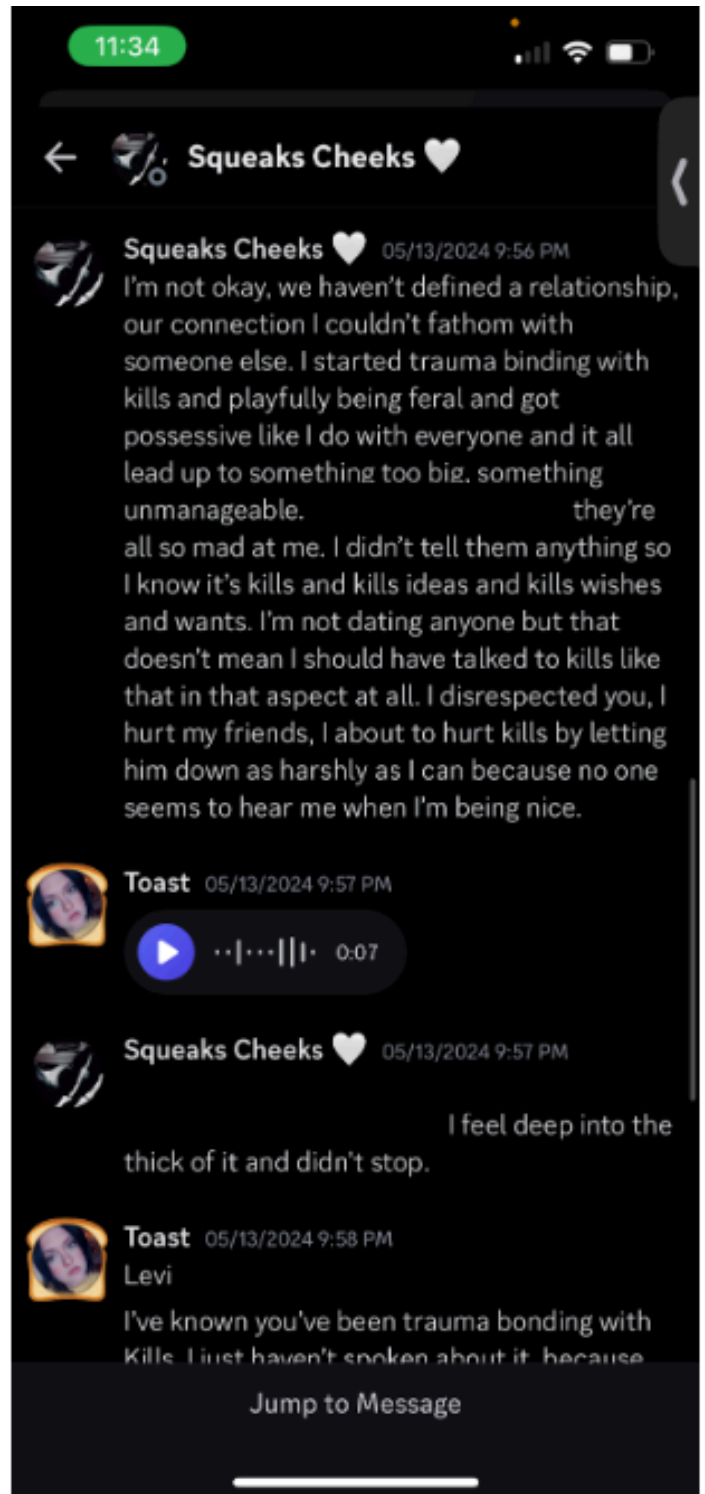 11:34
Squeaks Cheeks 🤍
Squeaks Cheeks 🤍 05/13/2024 9:56 PM
I'm not okay, we haven't defined a relationship,
our connection I couldn't fathom with
someone else. I started trauma binding with
kills and playfully being feral and got
possessive like I do with everyone and it all
lead up to something too big, something
unmanageable. they're
all so mad at me. I didn't tell them anything so
I know it's kills and kills ideas and kills wishes
and wants. I'm not dating anyone but that
doesn't mean I should have talked to kills like
that in that aspect at all. I disrespected you, I
hurt my friends, I about to hurt kills by letting
him down as harshly as I can because no one
seems to hear me when I'm being nice.
Toast 05/13/2024 9:57 PM
0:07
Squeaks Cheeks 🤍 05/13/2024 9:57 PM
I feel deep into the
thick of it and didn't stop.
Toast 05/13/2024 9:58 PM
Levi
I've known you've been trauma bonding with
Kills. I just haven't spoken about it, because
Jump to Message